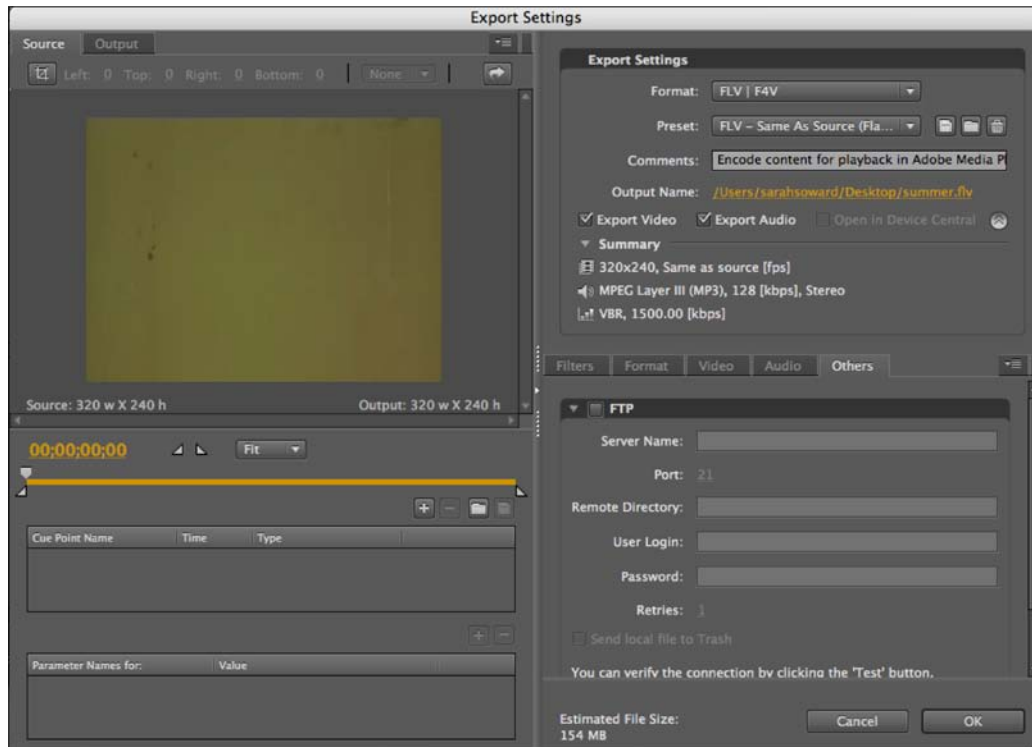 Export Settings
Source Output
Left: 0 Top: 0 Right: 0 Bottom: 0 None
Source: 320 w X 240 h Output: 320 w X 240 h
00;00;00;00 Fit
Cue Point Name Time Type
Parameter Names for: Value
Export Settings
Format: FLV | F4V
Preset: FLV – Same As Source (Fla...
Comments: Encode content for playback in Adobe Media Pl
Output Name: /Users/sarahsoward/Desktop/summer.flv
Export Video Export Audio Open in Device Central
Summary
320x240, Same as source [fps]
MPEG Layer III (MP3), 128 [kbps], Stereo
VBR, 1500.00 [kbps]
Filters Format Video Audio Others
FTP
Server Name:
Port: 21
Remote Directory:
User Login:
Password:
Retries: 1
Send local file to Trash
You can verify the connection by clicking the 'Test' button.
Estimated File Size:
154 MB
Cancel OK